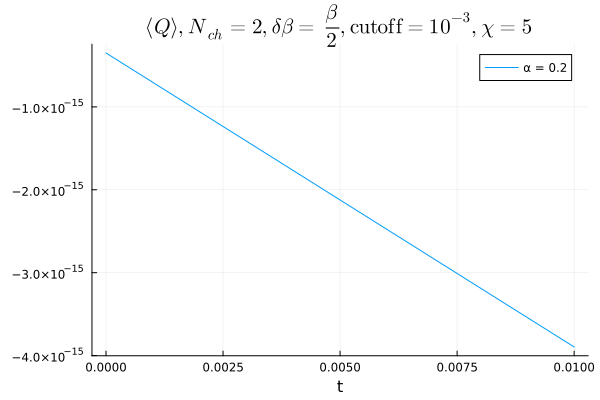 ⟨Q⟩, N_ch = 2, δβ = β/2, cutoff = 10⁻³, χ = 5
α = 0.2
−1.0×10⁻¹⁵
−2.0×10⁻¹⁵
−3.0×10⁻¹⁵
−4.0×10⁻¹⁵
0.0000 0.0025 0.0050 0.0075 0.0100
t